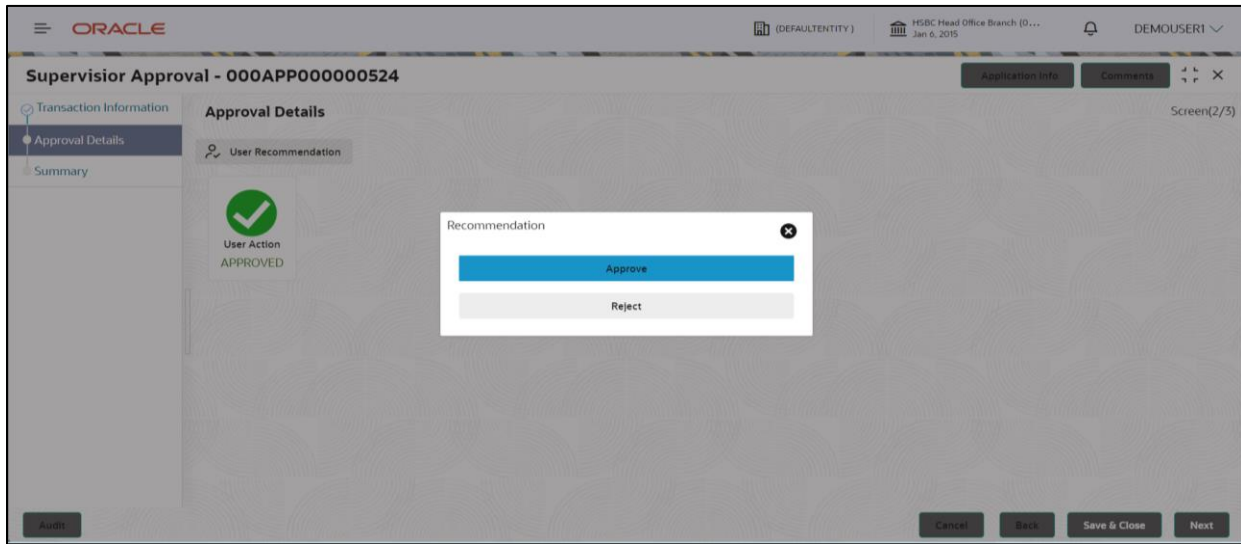 ORACLE
(DEFAULTENTITY)
HSBC Head Office Branch (0...
Jan 6, 2015
DEMOUSER1
Supervisior Approval - 000APP000000524
Application Info
Comments
Transaction Information
Approval Details
Summary
Approval Details
Screen(2/3)
User Recommendation
User Action
APPROVED
Recommendation
Approve
Reject
Audit
Cancel
Back
Save & Close
Next